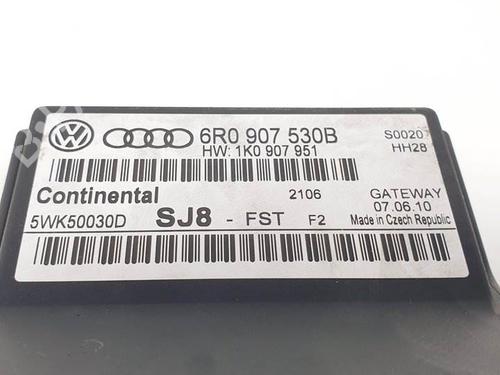 6R0 907 530B
S0020
HW: 1K0 907 951
HH28
Continental
2106
GATEWAY
07.06.10
5WK50030D
SJ8 - FST F2
Made in Czech Republic